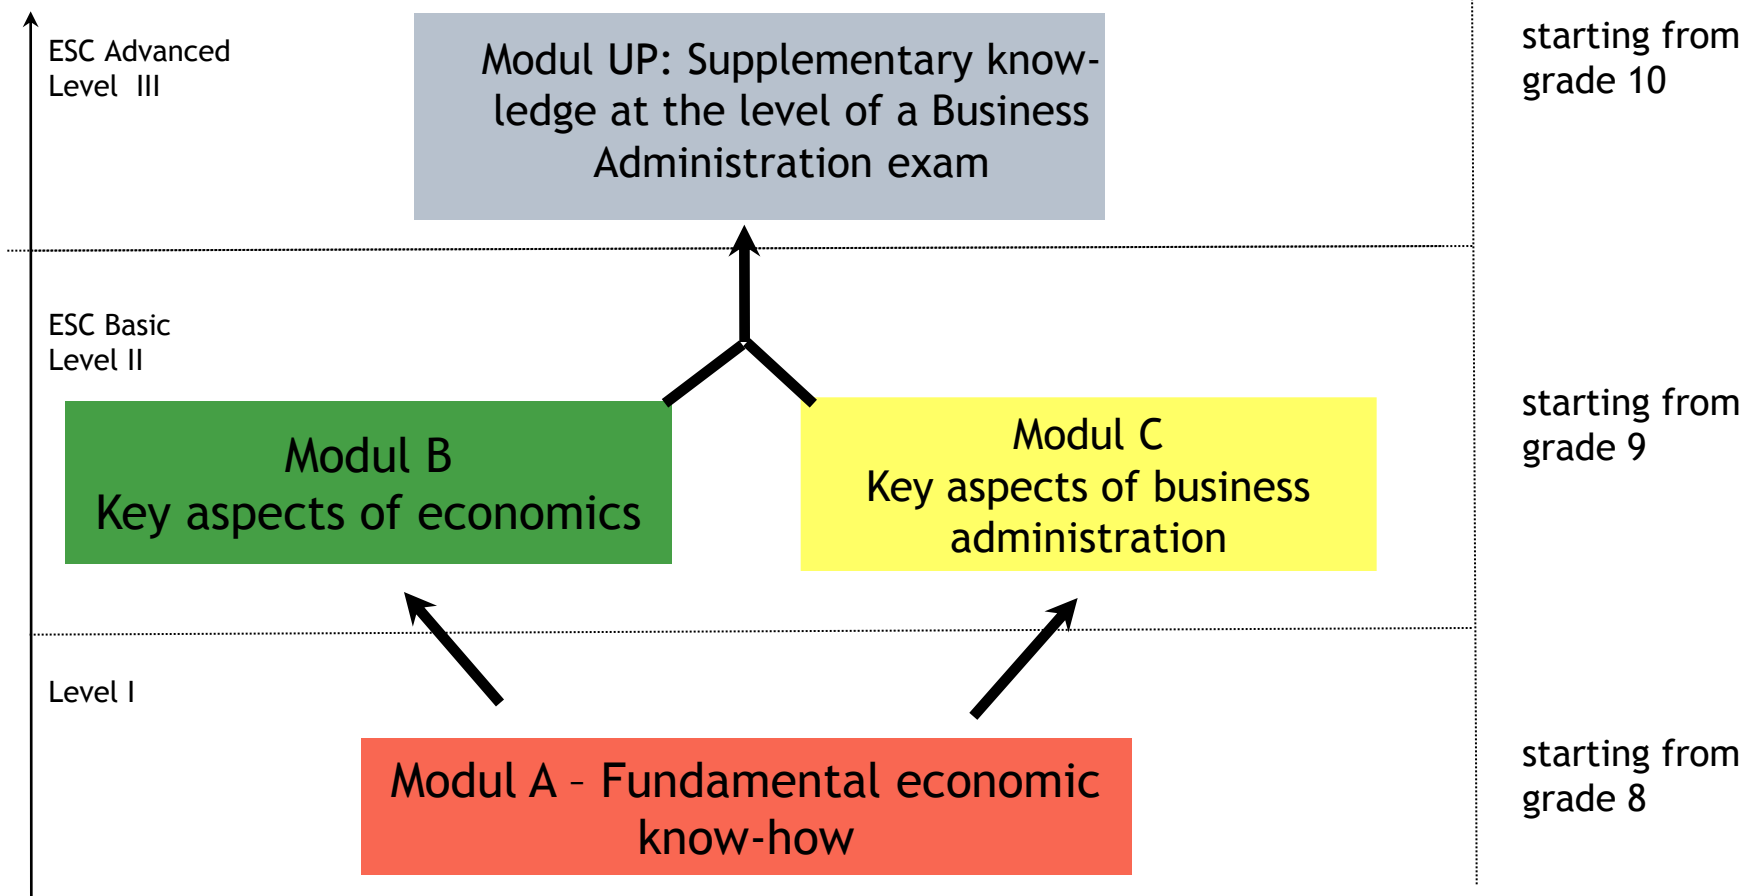 ESC Advanced
Level III
Modul UP: Supplementary know-
ledge at the level of a Business
Administration exam
starting from
grade 10
ESC Basic
Level II
Modul B
Key aspects of economics
Modul C
Key aspects of business
administration
starting from
grade 9
Level I
Modul A – Fundamental economic
know-how
starting from
grade 8